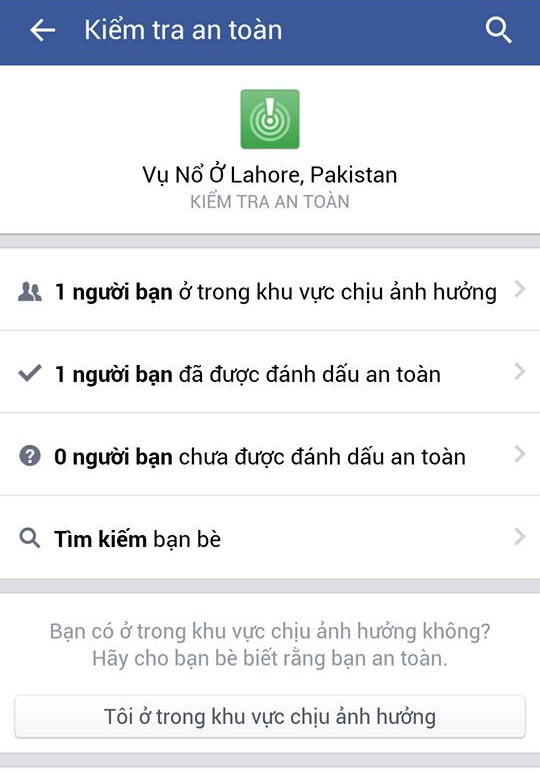 Kiểm tra an toàn
Vụ Nổ Ở Lahore, Pakistan
KIỂM TRA AN TOÀN
1 người bạn ở trong khu vực chịu ảnh hưởng
1 người bạn đã được đánh dấu an toàn
0 người bạn chưa được đánh dấu an toàn
Tìm kiếm bạn bè
Bạn có ở trong khu vực chịu ảnh hưởng không?
Hãy cho bạn bè biết rằng bạn an toàn.
Tôi ở trong khu vực chịu ảnh hưởng